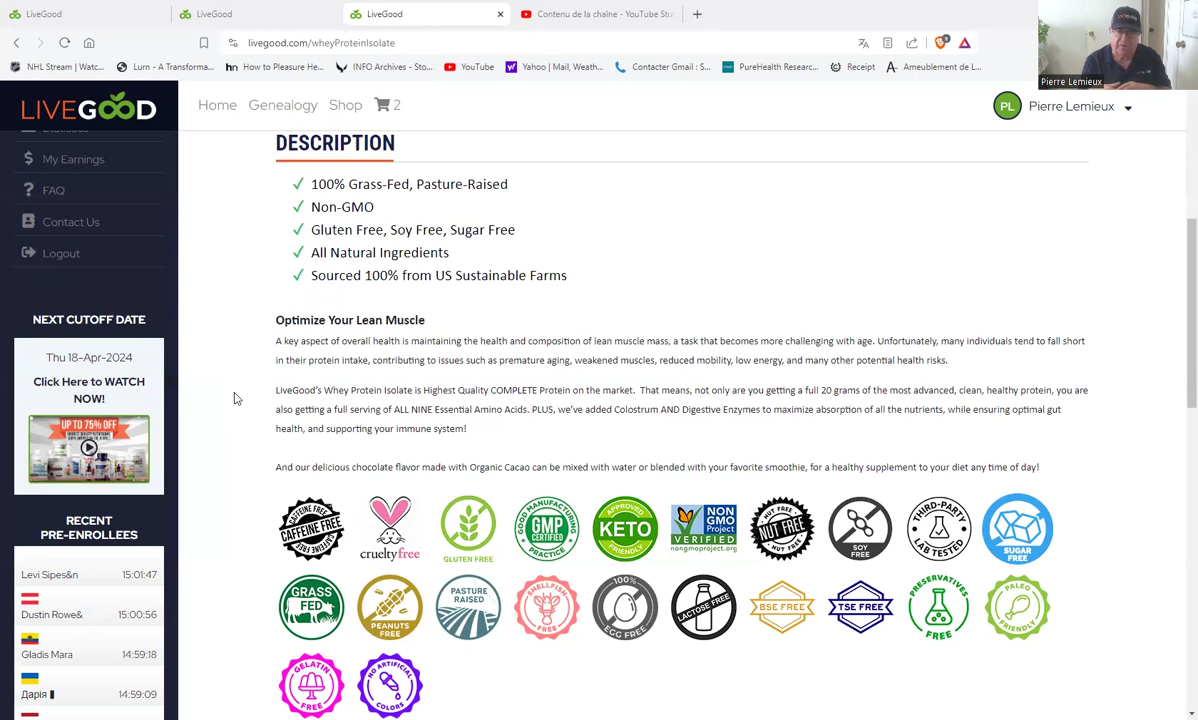 LiveGood
LiveGood
LiveGood
Contenu de la chaîne - YouTube Stu
livegood.com/wheyProteinIsolate
NHL Stream | Watc...
Lurn - A Transforma...
How to Pleasure He...
INFO Archives - Sto...
YouTube
Yahoo | Mail, Weath...
Contacter Gmail : S...
PureHealth Researc...
Receipt
Ameublement de L...
Pierre Lemieux
LIVEGOOD
Home
Genealogy
Shop
2
PL
Pierre Lemieux
My Earnings
FAQ
Contact Us
Logout
NEXT CUTOFF DATE
Thu 18-Apr-2024
Click Here to WATCH
NOW!
UP TO 75% OFF
RECENT
PRE-ENROLLEES
Levi Sipes&n 15:01:47
Dustin Rowe& 15:00:56
Gladis Mara 14:59:18
Дарія 14:59:09
DESCRIPTION
100% Grass-Fed, Pasture-Raised
Non-GMO
Gluten Free, Soy Free, Sugar Free
All Natural Ingredients
Sourced 100% from US Sustainable Farms
Optimize Your Lean Muscle
A key aspect of overall health is maintaining the health and composition of lean muscle mass, a task that becomes more challenging with age. Unfortunately, many individuals tend to fall short
in their protein intake, contributing to issues such as premature aging, weakened muscles, reduced mobility, low energy, and many other potential health risks.
LiveGood's Whey Protein Isolate is Highest Quality COMPLETE Protein on the market. That means, not only are you getting a full 20 grams of the most advanced, clean, healthy protein, you are
also getting a full serving of ALL NINE Essential Amino Acids. PLUS, we've added Colostrum AND Digestive Enzymes to maximize absorption of all the nutrients, while ensuring optimal gut
health, and supporting your immune system!
And our delicious chocolate flavor made with Organic Cacao can be mixed with water or blended with your favorite smoothie, for a healthy supplement to your diet any time of day!
CAFFEINE FREE
CAFFEINE FREE
CAFFEINE FREE
crueltyfree
GLUTEN FREE
GOOD MANUFACTURING
GMP
CERTIFIED
PRACTICE
APPROVED
KETO
FRIENDLY
NON
GMO
Project
VERIFIED
nongmoproject.org
NUT FREE
NUT FREE
NUT FREE
SOY
FREE
THIRD-PARTY
LAB TESTED
SUGAR
FREE
GRASS
FED
PEANUTS
FREE
PASTURE
RAISED
SHELLFISH
FREE
100%
EGG FREE
LACTOSE FREE
BSE FREE
TSE FREE
PRESERVATIVES
FREE
PALEO
FRIENDLY
GELATIN
FREE
NO ARTIFICIAL
COLORS